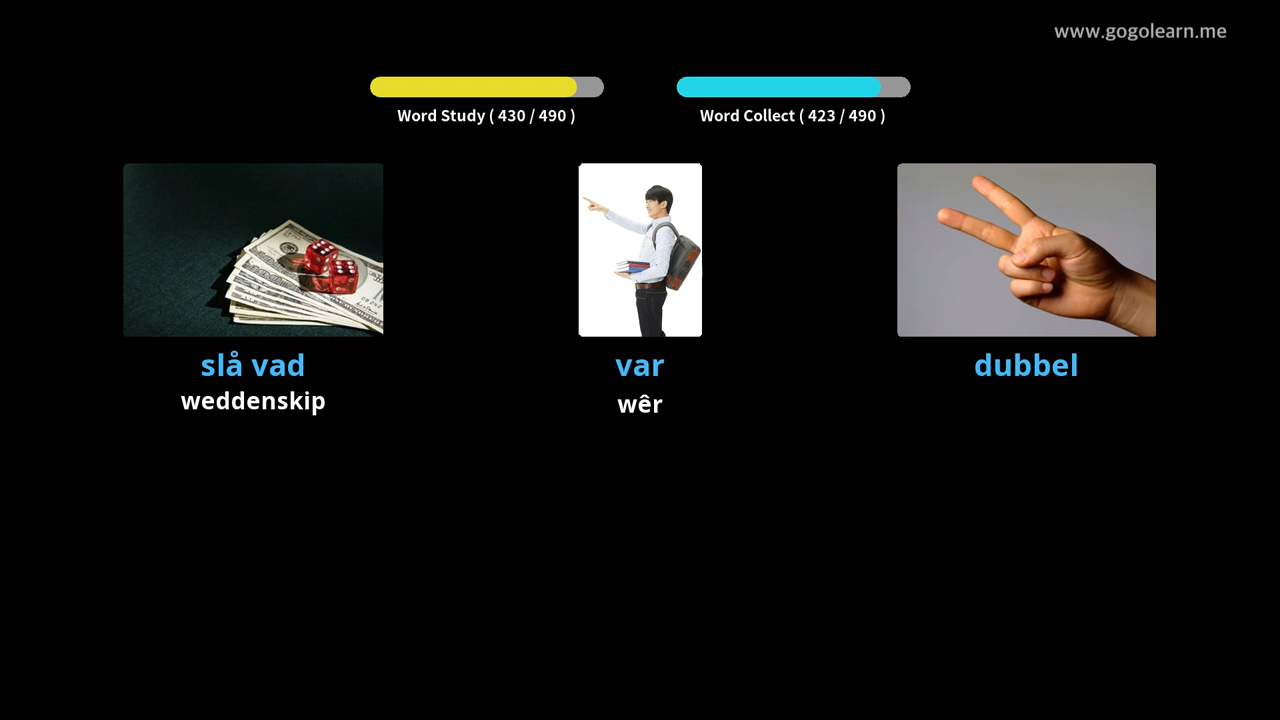 www.gogolearn.me
Word Study ( 430 / 490 )
Word Collect ( 423 / 490 )
slå vad
weddenskip
var
wêr
dubbel